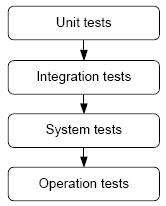 Unit tests
Integration tests
System tests
Operation tests